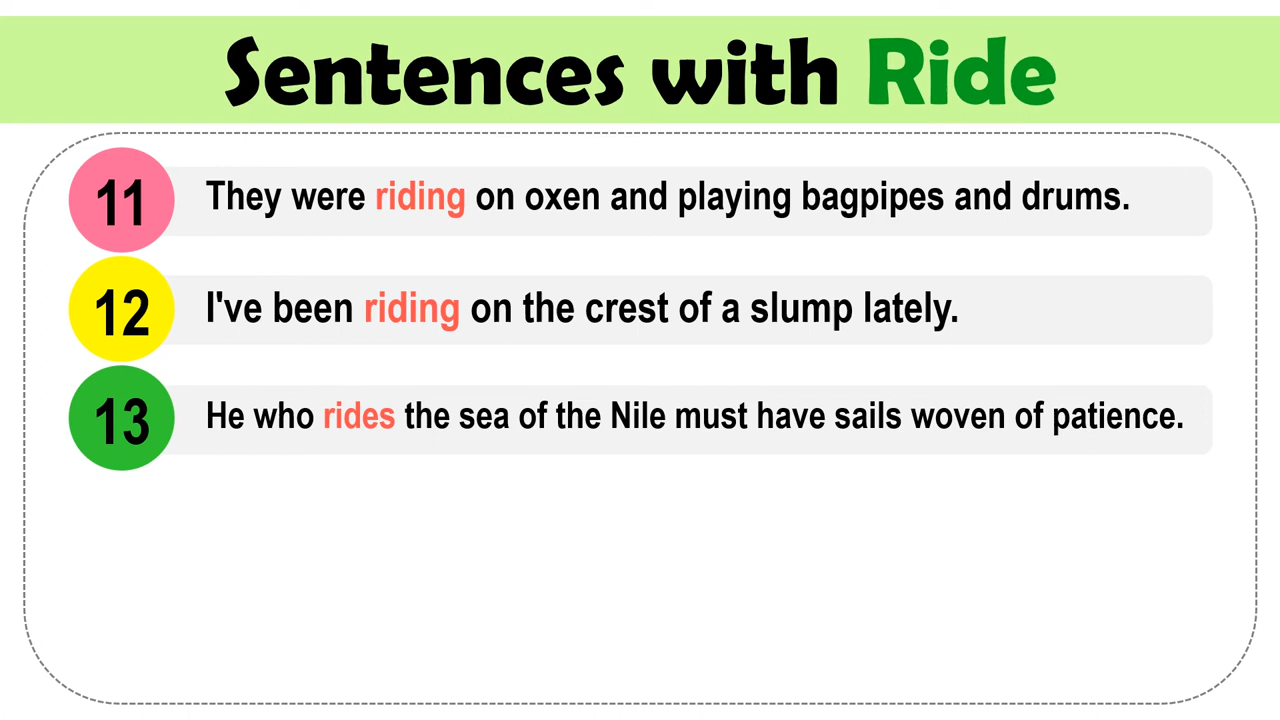 Sentences with Ride
11 They were riding on oxen and playing bagpipes and drums.
12 I've been riding on the crest of a slump lately.
13 He who rides the sea of the Nile must have sails woven of patience.